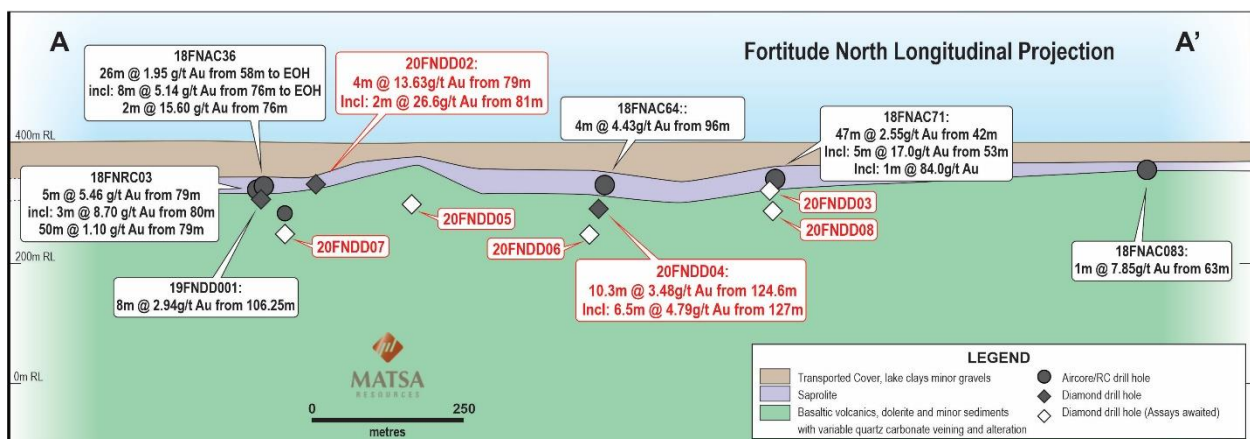 A
Fortitude North Longitudinal Projection
A'
18FNAC36
26m @ 1.95 g/t Au from 58m to EOH
incl: 8m @ 5.14 g/t Au from 76m to EOH
2m @ 15.60 g/t Au from 76m
20FNDD02:
4m @ 13.63g/t Au from 79m
Incl: 2m @ 26.6g/t Au from 81m
18FNAC64::
4m @ 4.43g/t Au from 96m
18FNAC71:
47m @ 2.55g/t Au from 42m
Incl: 5m @ 17.0g/t Au from 53m
Incl: 1m @ 84.0g/t Au
400m RL
18FNRC03
5m @ 5.46 g/t Au from 79m
incl: 3m @ 8.70 g/t Au from 80m
50m @ 1.10 g/t Au from 79m
20FNDD05
20FNDD03
20FNDD08
20FNDD07
20FNDD06
200m RL
18FNAC083:
1m @ 7.85g/t Au from 63m
19FNDD001:
8m @ 2.94g/t Au from 106.25m
20FNDD04:
10.3m @ 3.48g/t Au from 124.6m
Incl: 6.5m @ 4.79g/t Au from 127m
0m RL
MATSA
RESOURCES
0
250
metres
LEGEND
Transported Cover, lake clays minor gravels
Saprolite
Basaltic volcanics, dolerite and minor sediments
with variable quartz carbonate veining and alteration
Aircore/RC drill hole
Diamond drill hole
Diamond drill hole (Assays awaited)